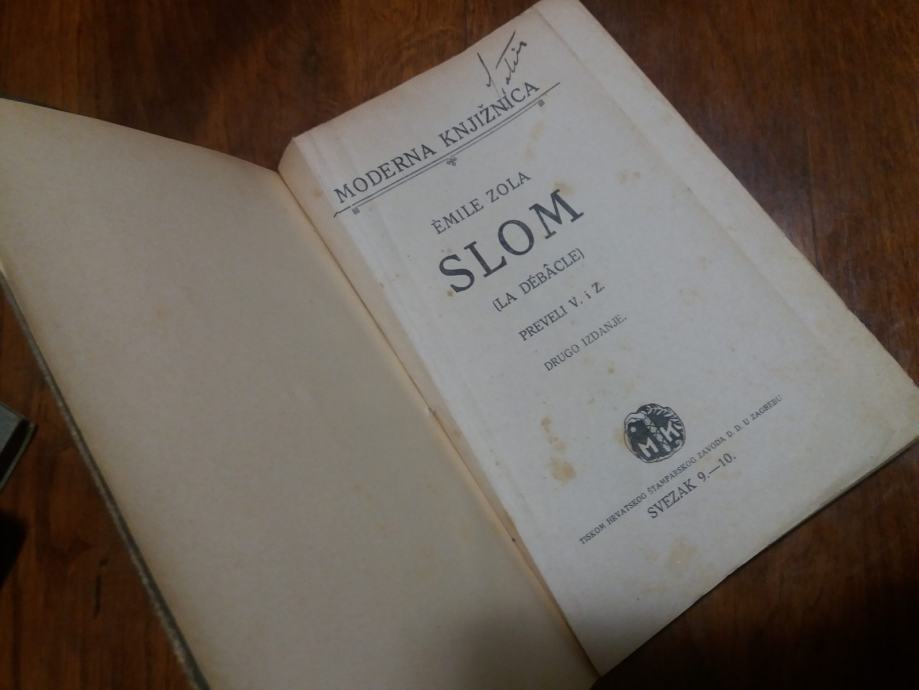 MODERNA KNJIŽNICA
ÉMILE ZOLA
SLOM
(LA DÉBÂCLE)
PREVELI V. i Z.
DRUGO IZDANJE.
M K
TISKOM HRVATSKOG ŠTAMPARSKOG ZAVODA D. D. U ZAGREBU
SVEZAK 9.—10.